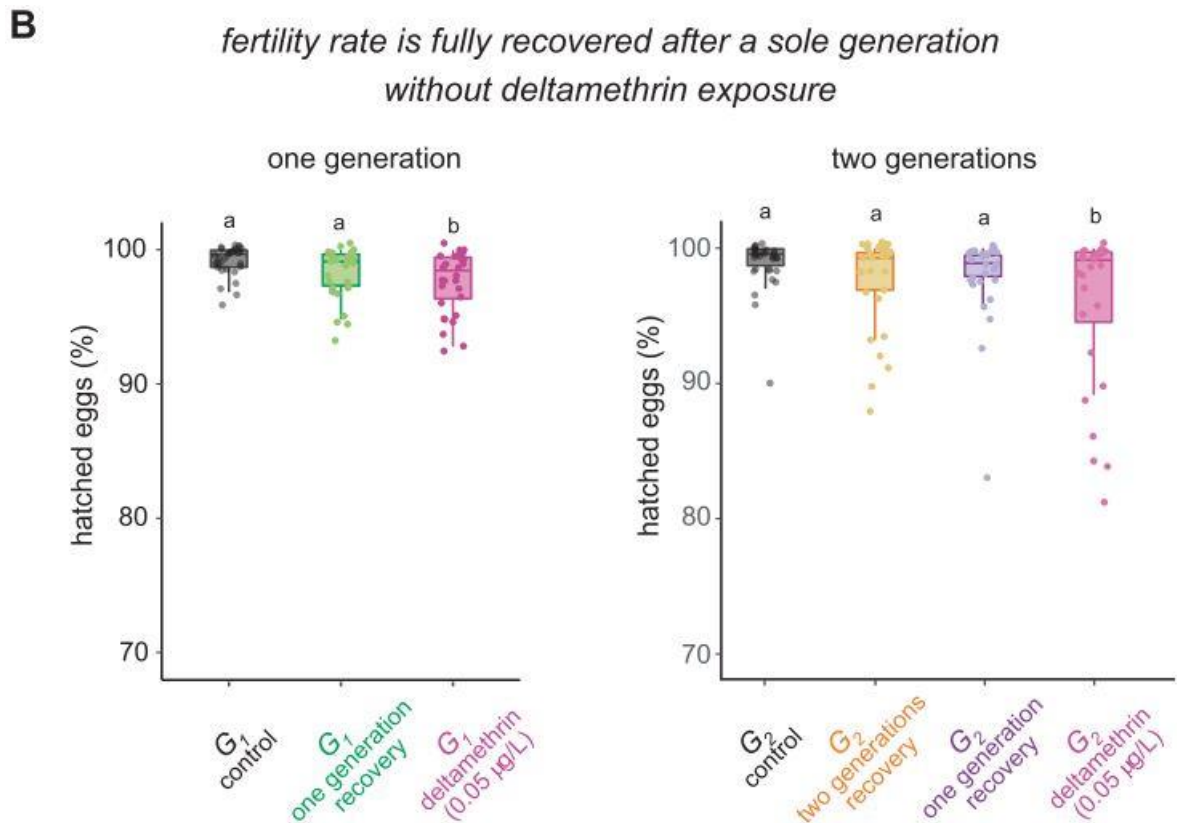 B
fertility rate is fully recovered after a sole generation
without deltamethrin exposure
one generation
a
a
b
hatched eggs (%)
100
90
80
70
G1
control
G1
one generation
recovery
G1
deltamethrin
(0.05 µg/L)
two generations
a
a
a
b
hatched eggs (%)
100
90
80
70
G2
control
G2
two generations
recovery
G2
one generation
recovery
G2
deltamethrin
(0.05 µg/L)